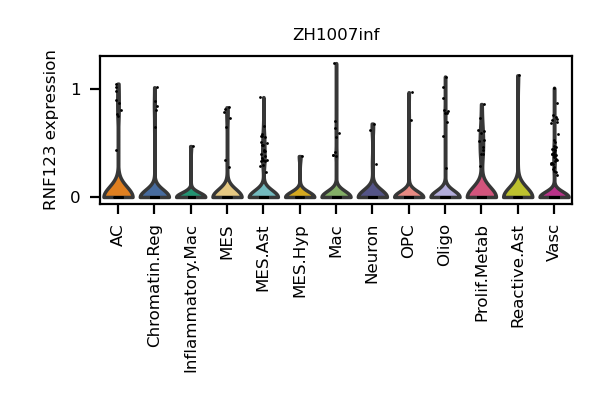 ZH1007inf
RNF123 expression
1
0
AC
Chromatin.Reg
Inflammatory.Mac
MES
MES.Ast
MES.Hyp
Mac
Neuron
OPC
Oligo
Prolif.Metab
Reactive.Ast
Vasc